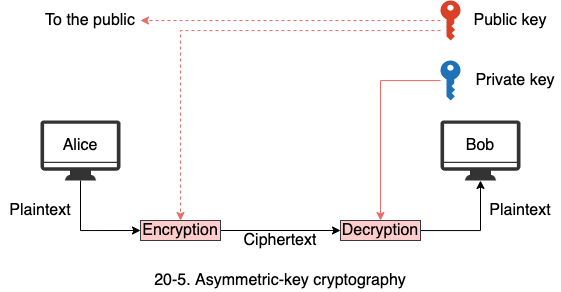 To the public
Public key
Private key
Alice
Bob
Plaintext
Plaintext
Encryption
Decryption
Ciphertext
20-5. Asymmetric-key cryptography